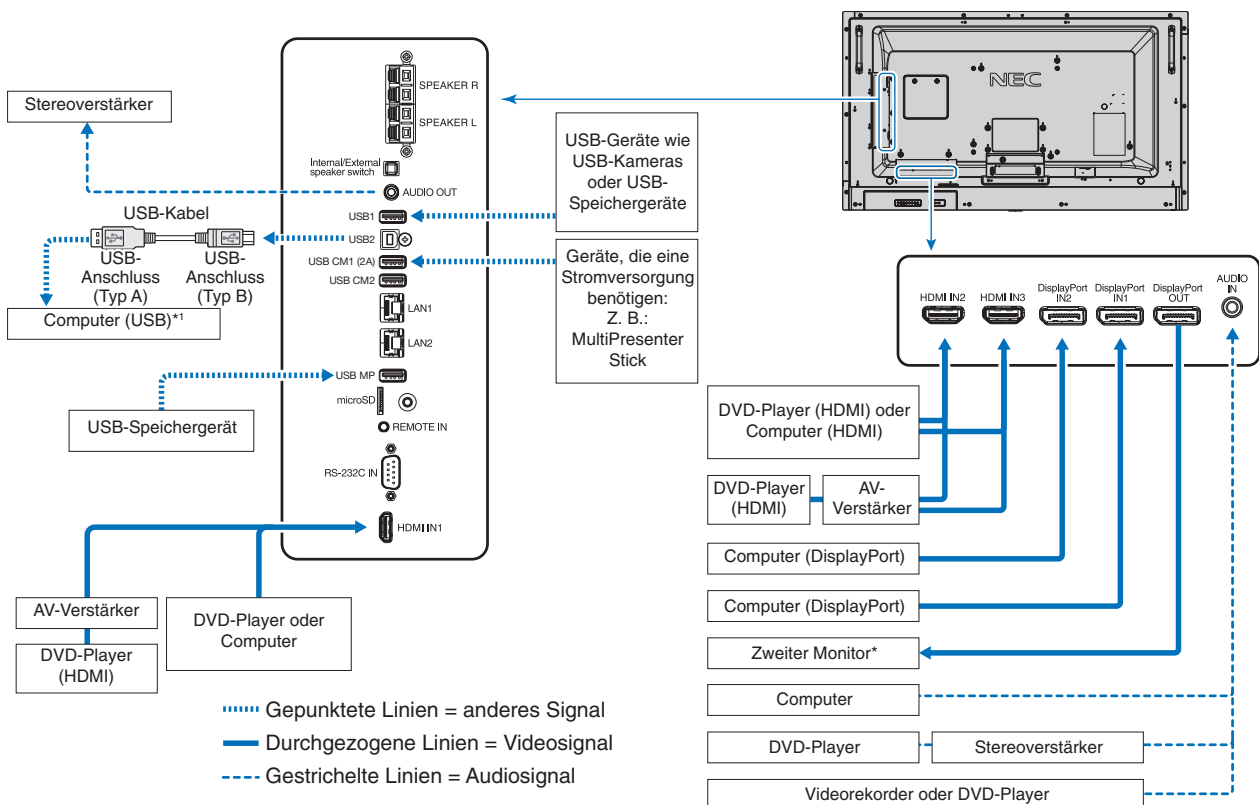 SPEAKER R
SPEAKER L
Internal/External
speaker switch
AUDIO OUT
USB1
USB2
USB CM1 (2A)
USB CM2
LAN1
LAN2
USB MP
microSD
REMOTE IN
RS-232C IN
HDMI IN1
Stereoverstärker
USB-Kabel
USB-
Anschluss
(Typ A)
USB-
Anschluss
(Typ B)
Computer (USB)*1
USB-Speichergerät
AV-Verstärker
DVD-Player
(HDMI)
DVD-Player oder
Computer
USB-Geräte wie
USB-Kameras
oder USB-
Speichergeräte
Geräte, die eine
Stromversorgung
benötigen:
Z. B.:
MultiPresenter
Stick
NEC
HDMI IN2
HDMI IN3
DisplayPort
IN2
DisplayPort
IN1
DisplayPort
OUT
AUDIO
IN
DVD-Player (HDMI) oder
Computer (HDMI)
DVD-Player
(HDMI)
AV-
Verstärker
Computer (DisplayPort)
Computer (DisplayPort)
Zweiter Monitor*
Computer
DVD-Player
Stereoverstärker
Videorekorder oder DVD-Player
Gepunktete Linien = anderes Signal
Durchgezogene Linien = Videosignal
Gestrichelte Linien = Audiosignal